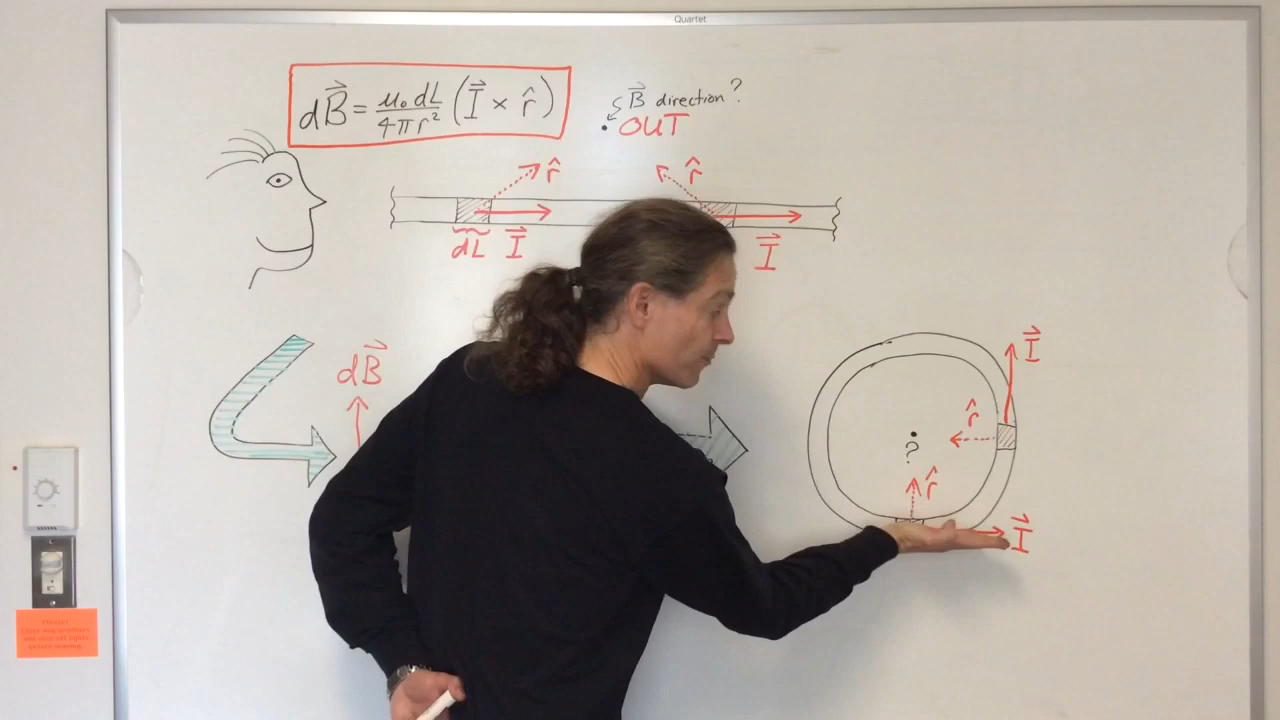 Quartet
dB⃗ = μ₀ dL / 4πr² (I⃗ × r̂)
B⃗ direction?
OUT
r̂
r̂
dL I⃗
I⃗
dB⃗
I⃗
r̂
?
r̂
I⃗